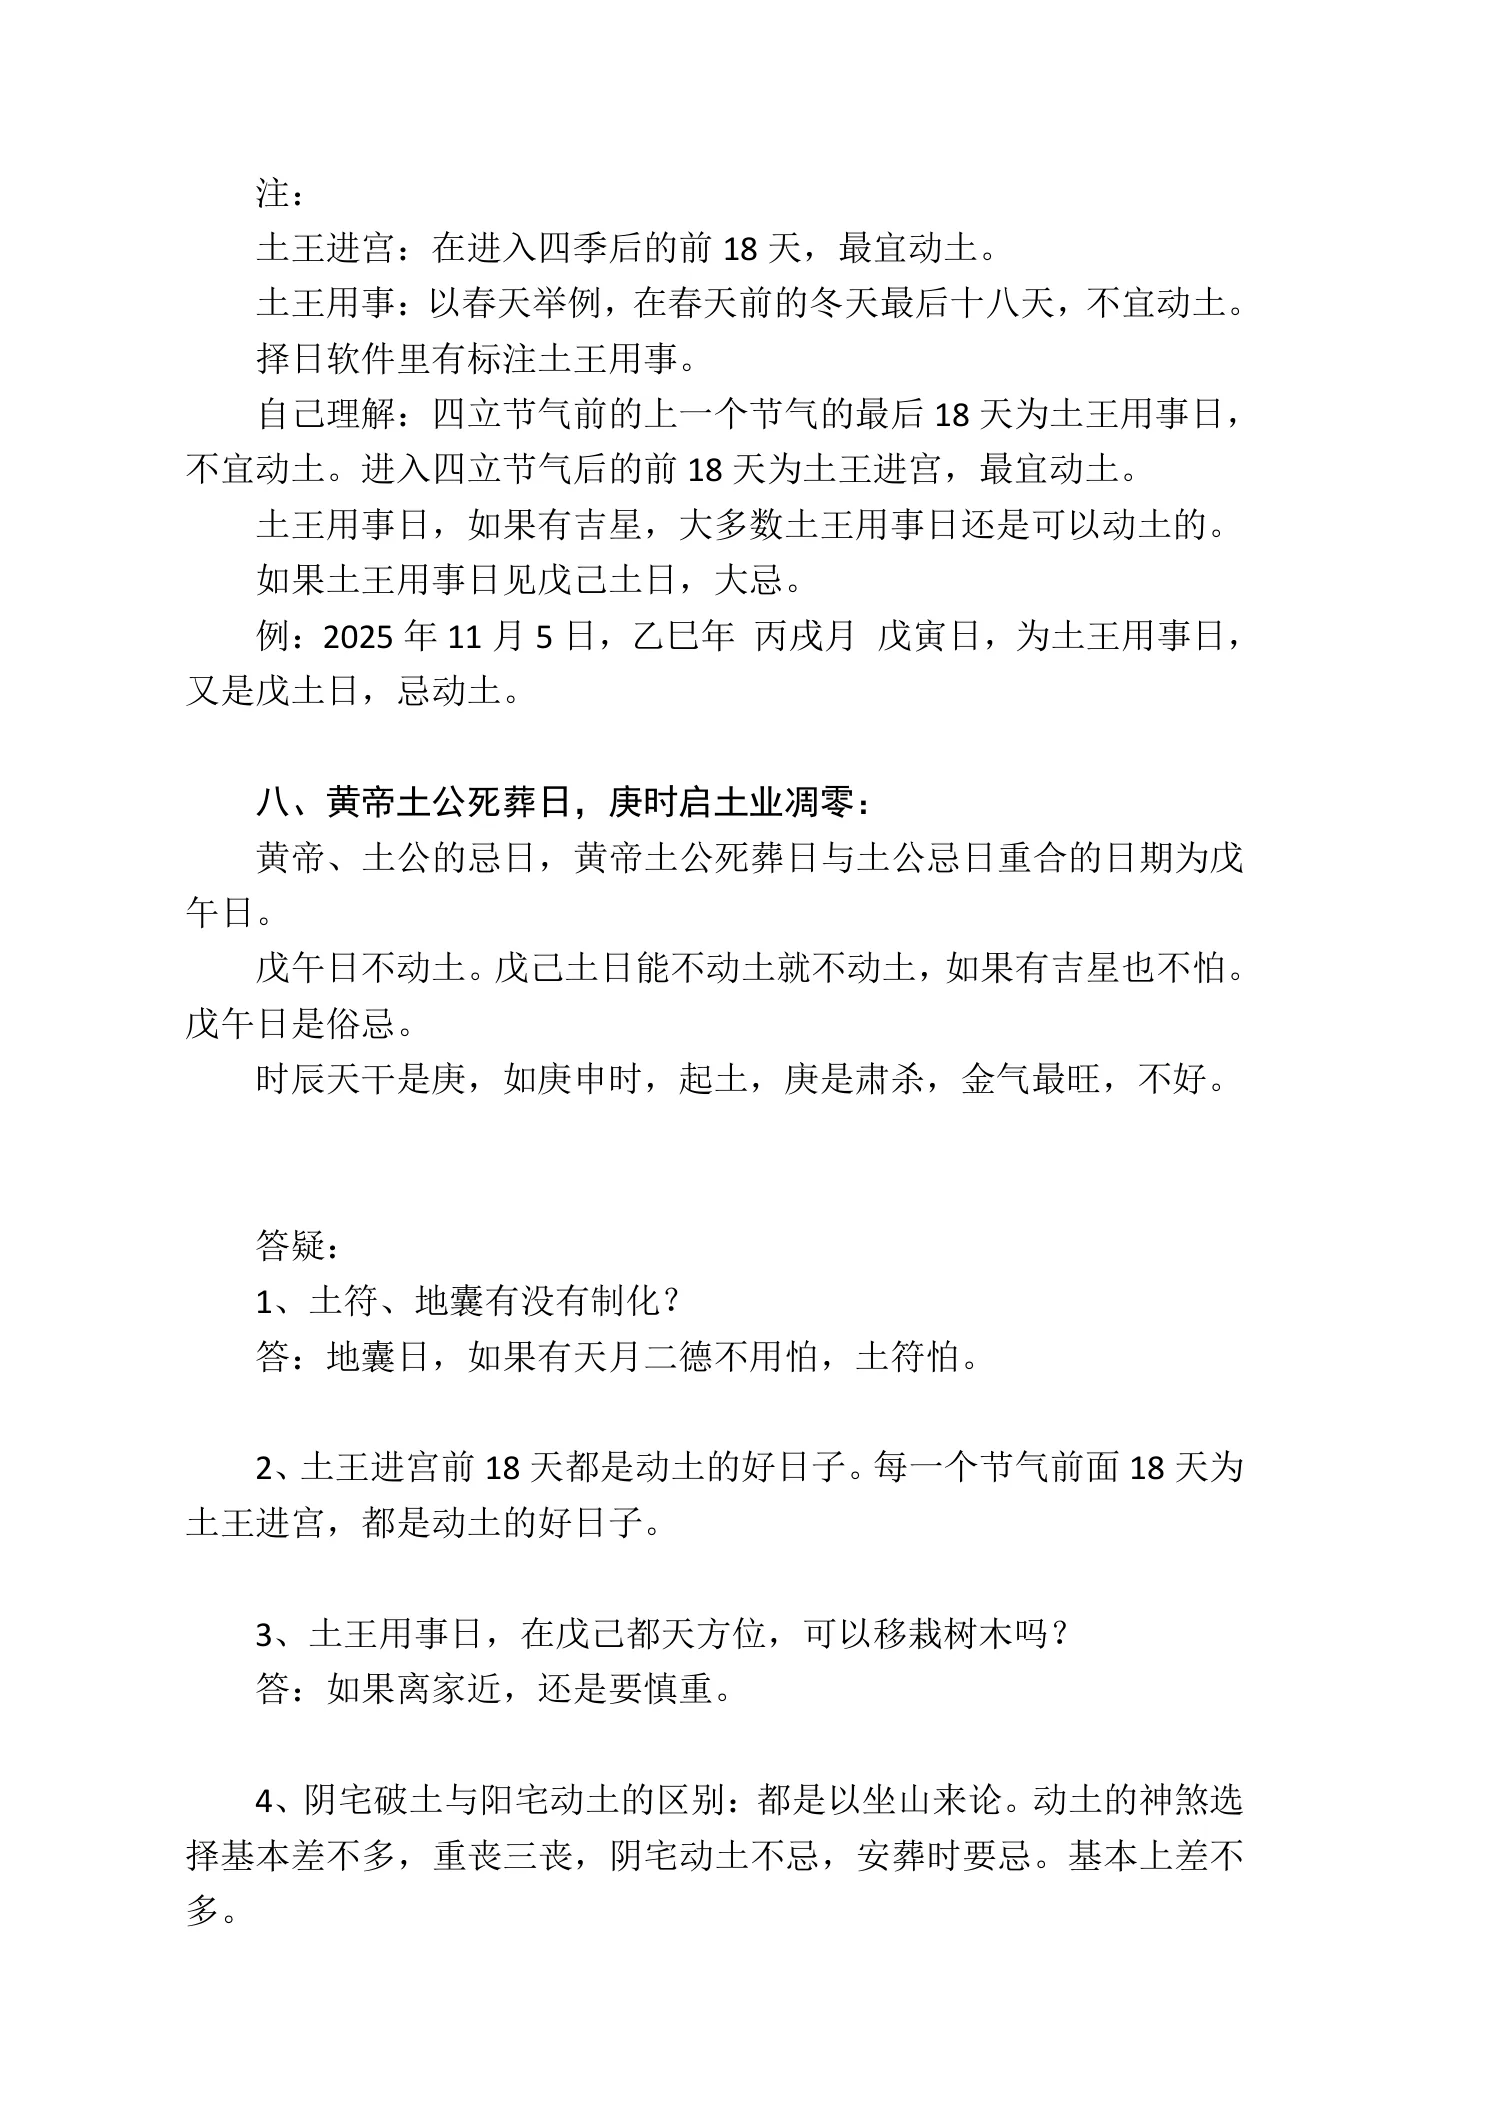 注：
土王进宫：在进入四季后的前 18 天，最宜动土。
土王用事：以春天举例，在春天前的冬天最后十八天，不宜动土。
择日软件里有标注土王用事。
自己理解：四立节气前的上一个节气的最后 18 天为土王用事日，
不宜动土。进入四立节气后的前 18 天为土王进宫，最宜动土。
土王用事日，如果有吉星，大多数土王用事日还是可以动土的。
如果土王用事日见戊己土日，大忌。
例：2025 年 11 月 5 日，乙巳年 丙戌月 戊寅日，为土王用事日，
又是戊土日，忌动土。
八、黄帝土公死葬日，庚时启土业凋零：
黄帝、土公的忌日，黄帝土公死葬日与土公忌日重合的日期为戊
午日。
戊午日不动土。戊己土日能不动土就不动土，如果有吉星也不怕。
戊午日是俗忌。
时辰天干是庚，如庚申时，起土，庚是肃杀，金气最旺，不好。
答疑：
1、土符、地囊有没有制化？
答：地囊日，如果有天月二德不用怕，土符怕。
2、土王进宫前 18 天都是动土的好日子。每一个节气前面 18 天为
土王进宫，都是动土的好日子。
3、土王用事日，在戊己都天方位，可以移栽树木吗？
答：如果离家近，还是要慎重。
4、阴宅破土与阳宅动土的区别：都是以坐山来论。动土的神煞选
择基本差不多，重丧三丧，阴宅动土不忌，安葬时要忌。基本上差不
多。